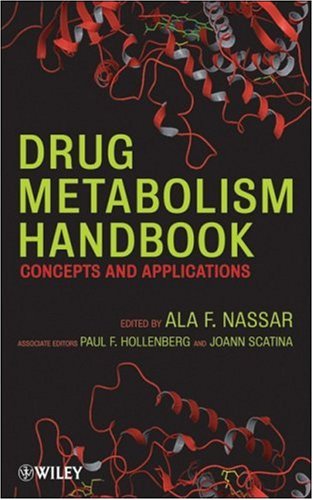 DRUG
METABOLISM
HANDBOOK
CONCEPTS AND APPLICATIONS
EDITED BY ALA F. NASSAR
ASSOCIATE EDITORS PAUL F. HOLLENBERG AND JOANN SCATINA
WILEY